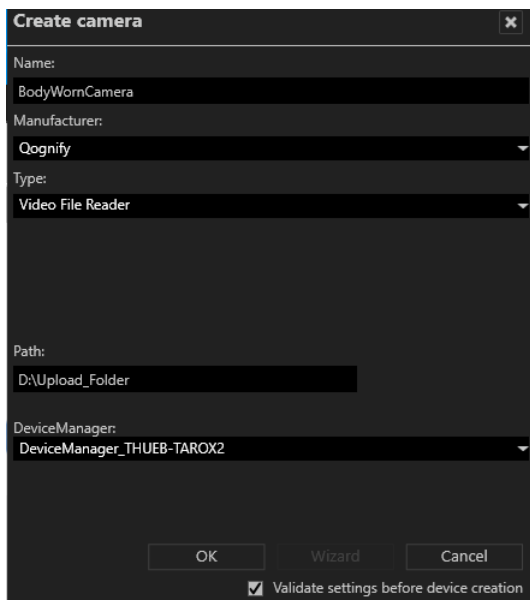 Create camera
Name:
BodyWornCamera
Manufacturer:
Qognify
Type:
Video File Reader
Path:
D:\Upload_Folder
DeviceManager:
DeviceManager_THUEB-TAROX2
OK Wizard Cancel
Validate settings before device creation